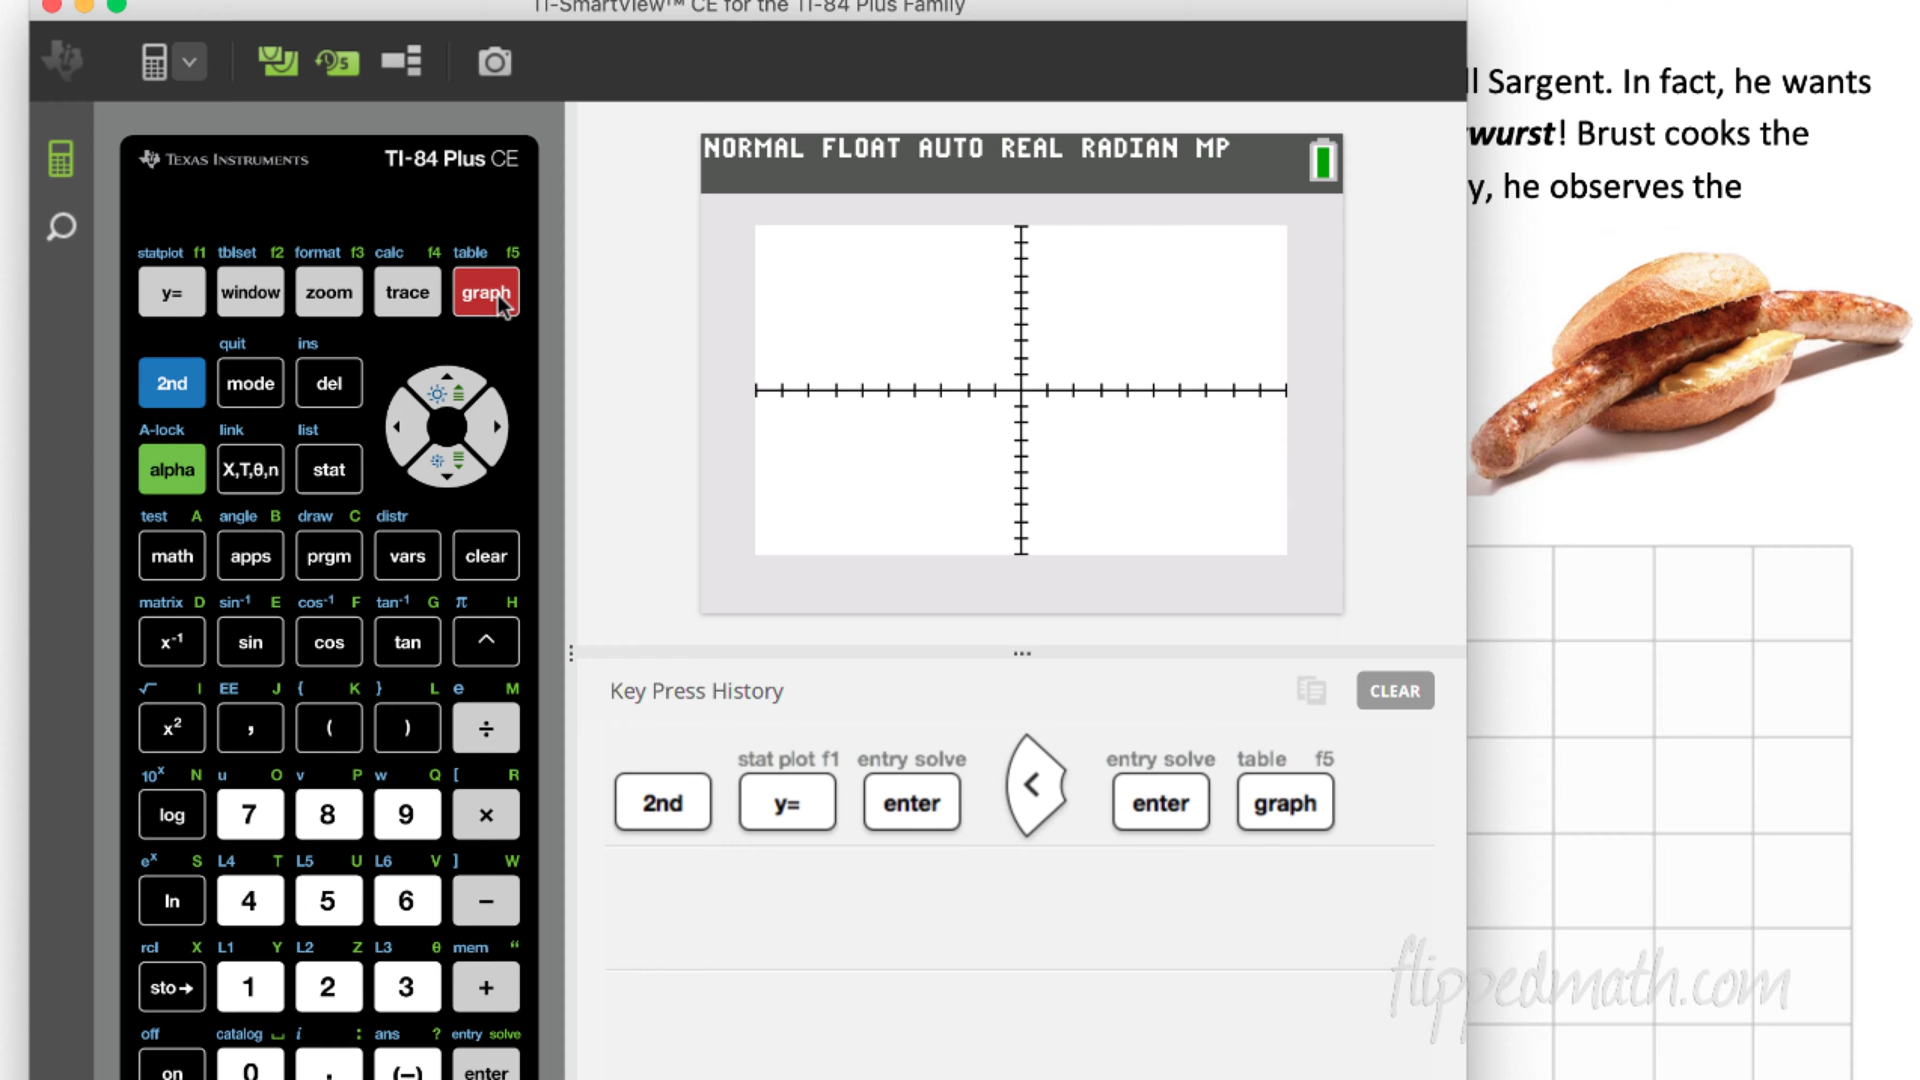 TI-SmartView™ CE for the TI-84 Plus Family
5
ll Sargent. In fact, he wants
wurst! Brust cooks the
y, he observes the
TEXAS INSTRUMENTS TI-84 Plus CE
NORMAL FLOAT AUTO REAL RADIAN MP
statplot f1 tblset f2 format f3 calc f4 table f5
y= window zoom trace graph
quit ins
2nd mode del
A-lock link list
alpha X,T,θ,n stat
test A angle B draw C distr
math apps prgm vars clear
matrix D sin⁻¹ E cos⁻¹ F tan⁻¹ G π H
x⁻¹ sin cos tan ^
√ I EE J { K } L e M
x² , ( ) ÷
10ˣ N u O v P w Q [ R
log 7 8 9 ×
eˣ S L4 T L5 U L6 V ] W
ln 4 5 6 −
rcl X L1 Y L2 Z L3 θ mem “
sto→ 1 2 3 +
off catalog ⎵ i : ans ? entry solve
on 0 . (−) enter
Key Press History CLEAR
stat plot f1 entry solve entry solve table f5
2nd y= enter < enter graph
flippedmath.com